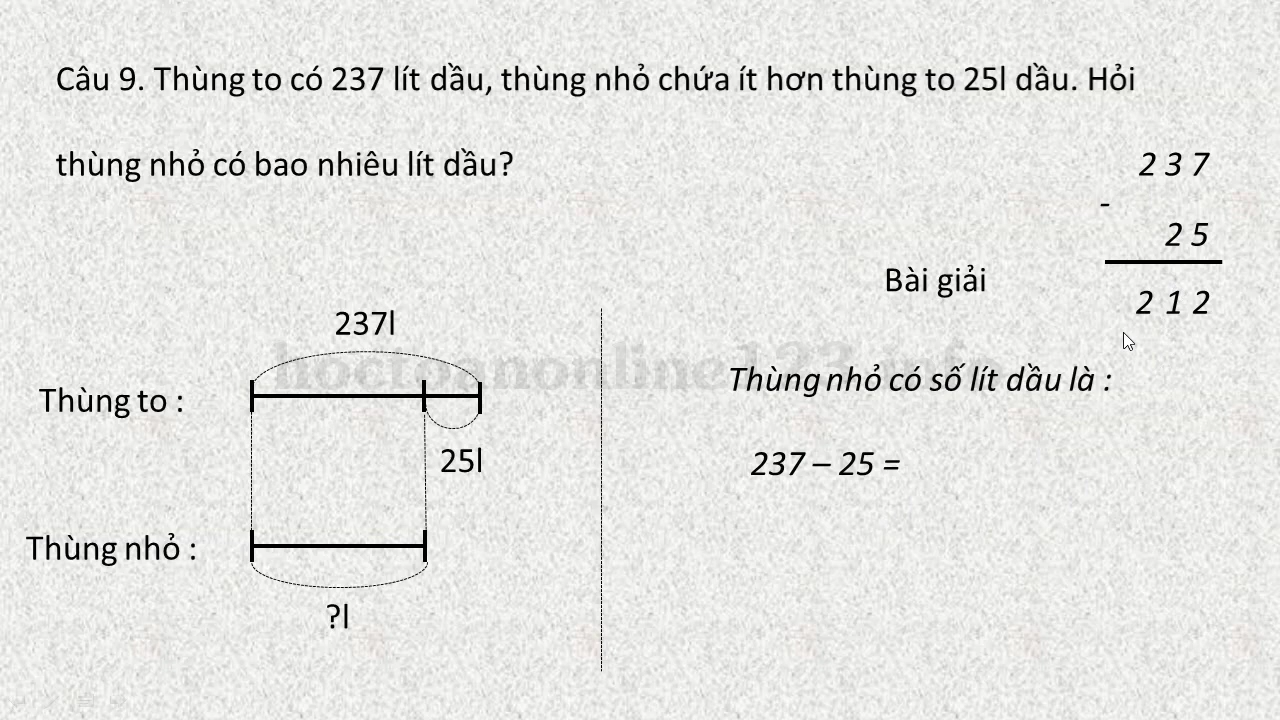 Câu 9. Thùng to có 237 lít dầu, thùng nhỏ chứa ít hơn thùng to 25l dầu. Hỏi
thùng nhỏ có bao nhiêu lít dầu?
2 3 7
-
2 5
2 1 2
Bài giải
237l
hoctoanonline123.info
Thùng to :
25l
Thùng nhỏ :
?l
Thùng nhỏ có số lít dầu là :
237 – 25 =